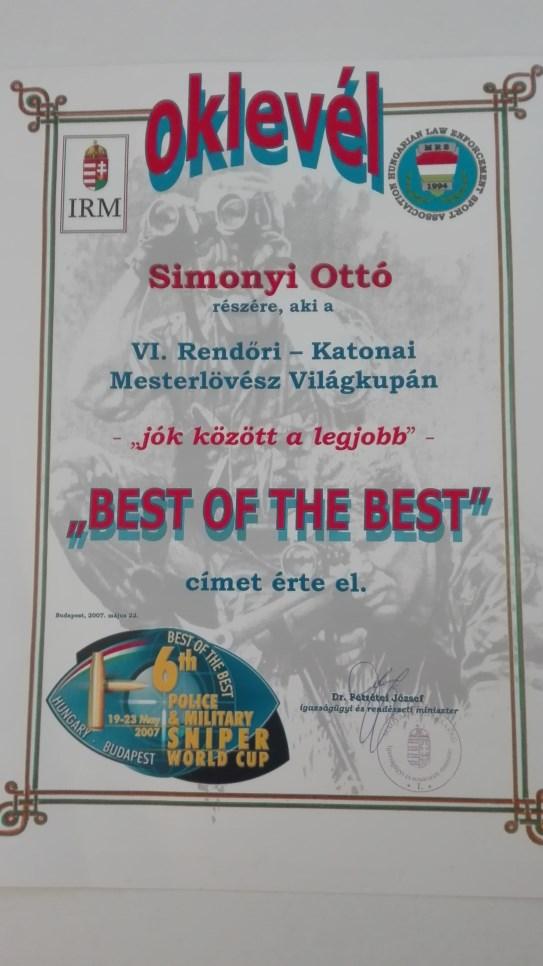 oklevél
IRM
HUNGARIAN LAW ENFORCEMENT SPORT ASSOCIATION
MRS
1994
Simonyi Ottó
részére, aki a
VI. Rendőri – Katonai
Mesterlövész Világkupán
- „jók között a legjobb” -
„BEST OF THE BEST”
címet érte el.
Budapest, 2007. május 22.
BEST OF THE BEST
6th
POLICE
& MILITARY
SNIPER
WORLD CUP
19-23 May
2007
HUNGARY
BUDAPEST
Dr. Petrétei József
igazságügyi és rendészeti miniszter